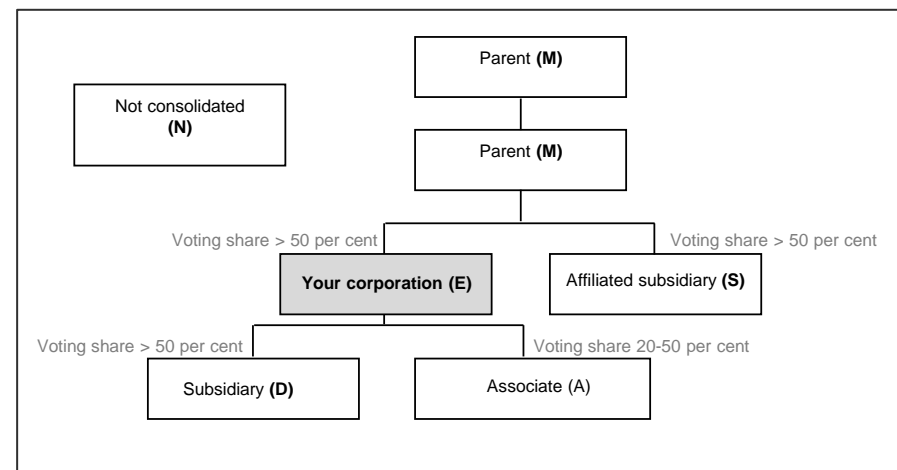 Parent (M)
Not consolidated
(N)
Parent (M)
Voting share > 50 per cent
Voting share > 50 per cent
Your corporation (E)
Affiliated subsidiary (S)
Voting share > 50 per cent
Voting share 20-50 per cent
Subsidiary (D)
Associate (A)